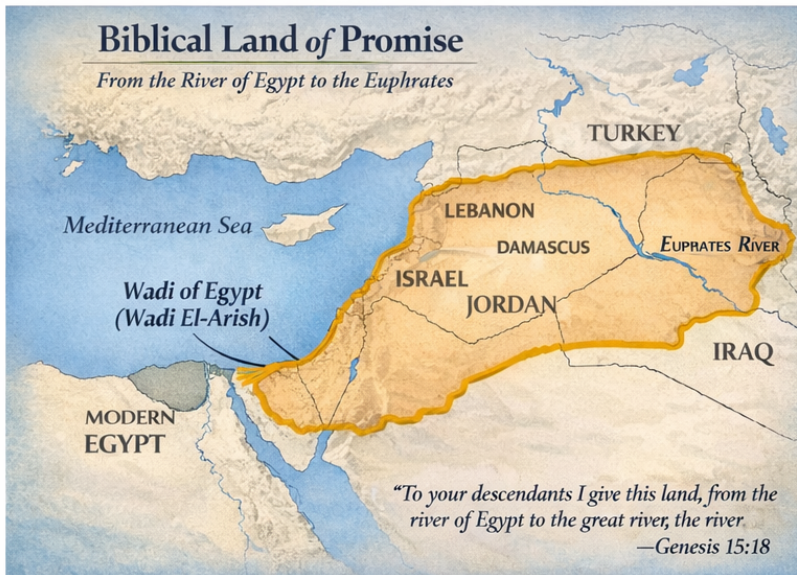 Biblical Land of Promise
From the River of Egypt to the Euphrates
TURKEY
LEBANON
Mediterranean Sea
DAMASCUS
EUPRATES RIVER
ISRAEL
Wadi of Egypt
(Wadi El-Arish)
JORDAN
IRAQ
MODERN
EGYPT
“To your descendants I give this land, from the
river of Egypt to the great river, the river
—Genesis 15:18